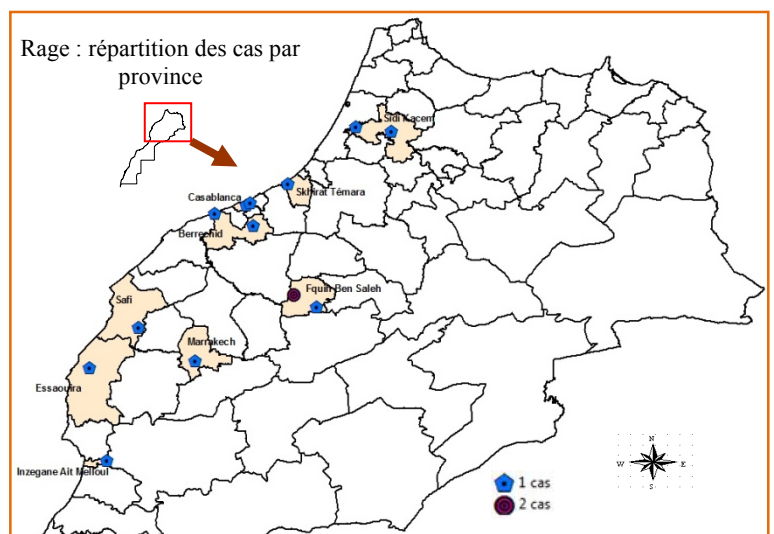 Rage : répartition des cas par
province
Sidi Kacem
Skhirat Témara
Casablanca
Berrechid
Fquih Ben Saleh
Safi
Marrakech
Essaouira
Inzegane Ait Melloul
N
W
E
S
1 cas
2 cas